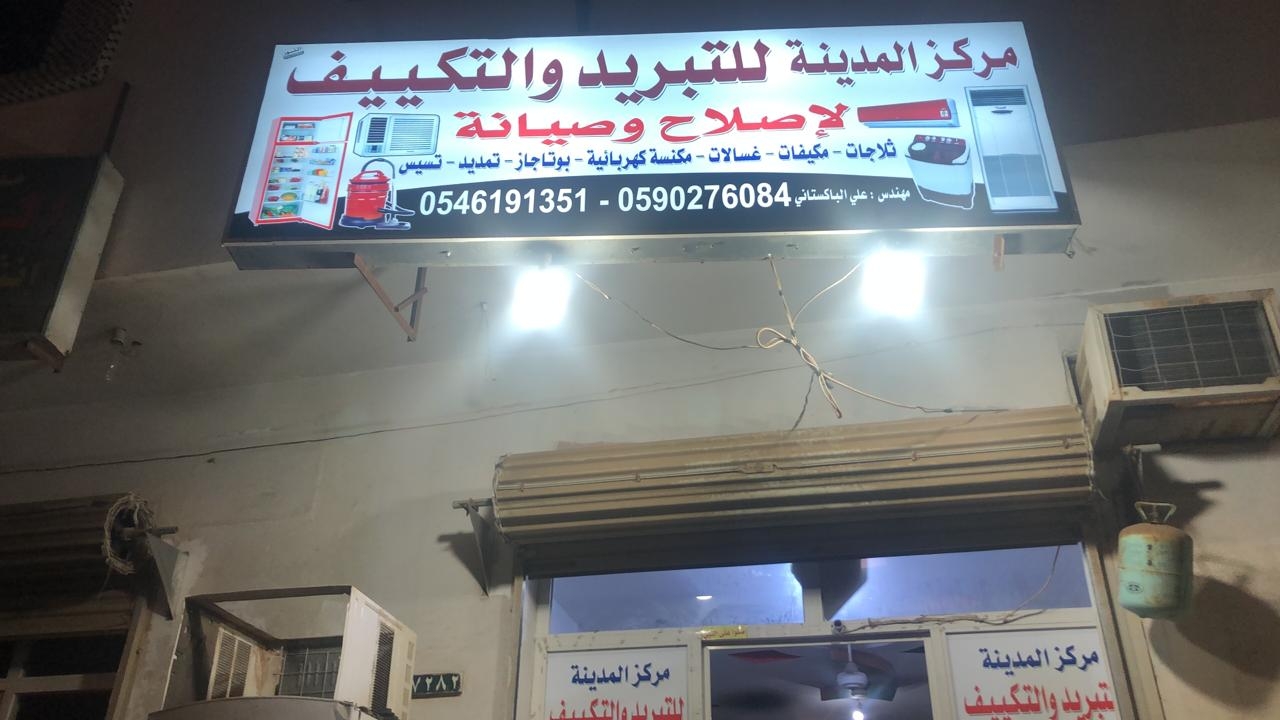 مركز المدينة للتبريد والتكييف
لإصلاح وصيانة
ثلاجات - مكيفات - غسالات - مكنسة كهربائية - بوتاجاز - تمديد - تسيس
مهندس : علي الباكستاني 0590276084 - 0546191351
٧٢٨٢
مركز المدينة
للتبريد والتكييف
مركز المدينة
تبريد والتكييف